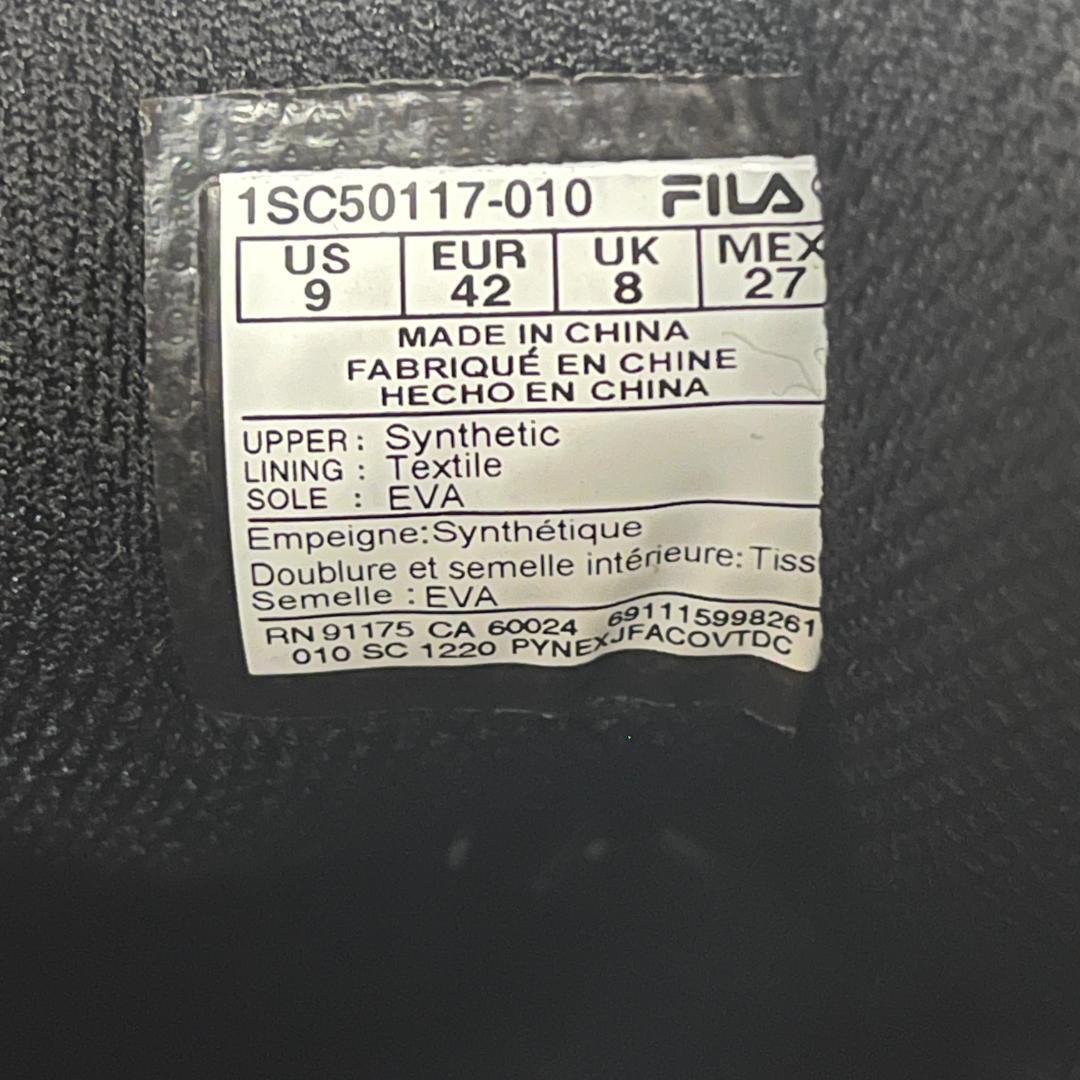 1SC50117-010 FILA
US EUR UK MEX
9 42 8 27
MADE IN CHINA
FABRIQUÉ EN CHINE
HECHO EN CHINA
UPPER : Synthetic
LINING : Textile
SOLE : EVA
Empeigne:Synthétique
Doublure et semelle intérieure: Tiss
Semelle : EVA
RN 91175 CA 60024 691115998261
010 SC 1220 PYNEXJFACOVTDC